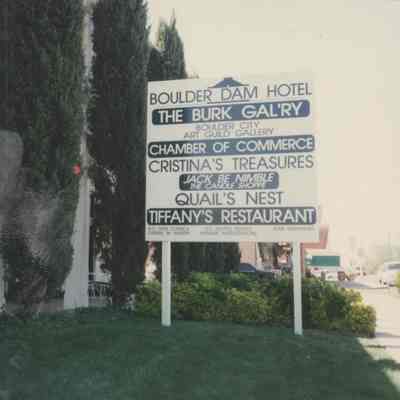 BOULDER DAM HOTEL
THE BURK GAL'RY
BOULDER CITY
ART GUILD GALLERY
CHAMBER OF COMMERCE
CRISTINA'S TREASURES
JACK BE NIMBLE
THE CANDLE SHOPPE
QUAIL'S NEST
TIFFANY'S RESTAURANT